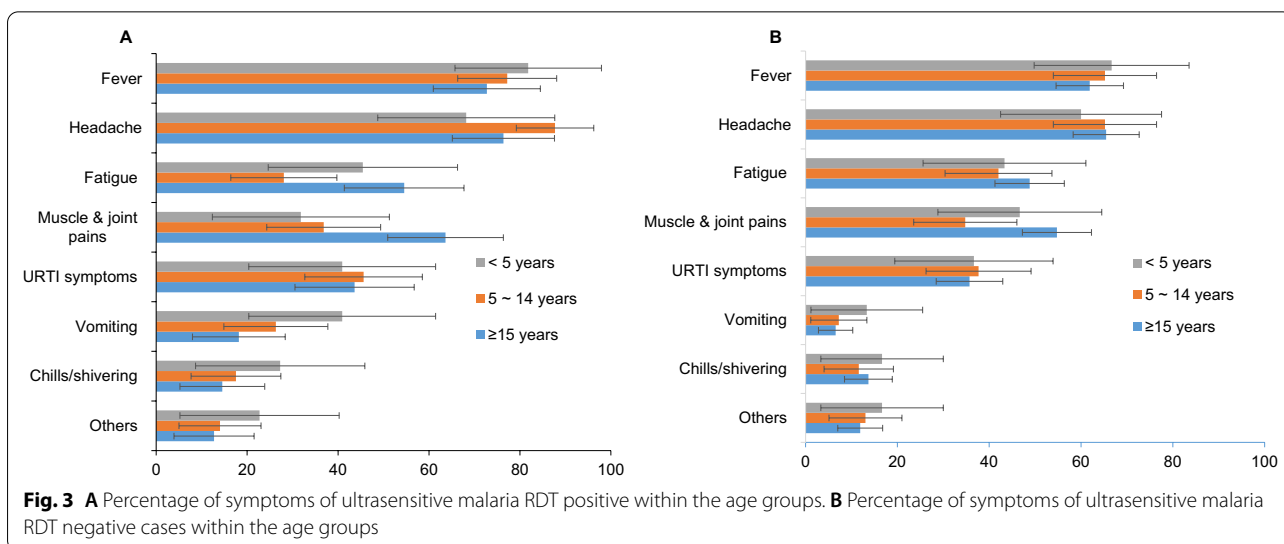 A
Fever
Headache
Fatigue
Muscle & joint
pains
URTI symptoms
Vomiting
Chills/shivering
Others
< 5 years
5 ~ 14 years
≥15 years
0 20 40 60 80 100
B
Fever
Headache
Fatigue
Muscle & joint pains
URTI symptoms
Vomiting
Chills/shivering
Others
< 5 years
5 ~ 14 years
≥15 years
0 20 40 60 80 100
Fig. 3 A Percentage of symptoms of ultrasensitive malaria RDT positive within the age groups. B Percentage of symptoms of ultrasensitive malaria
RDT negative cases within the age groups